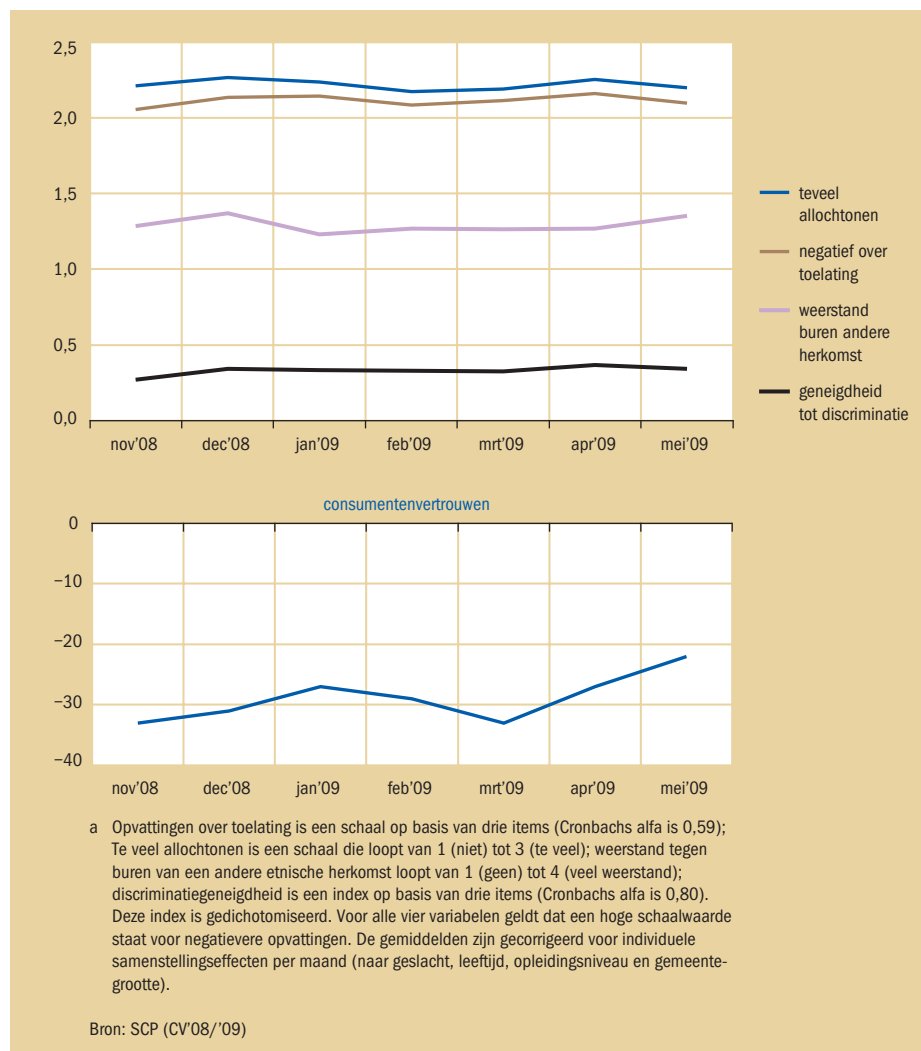 2,5
2,0
1,5
1,0
0,5
0,0
nov'08 dec'08 jan'09 feb'09 mrt'09 apr'09 mei'09
teveel
allochtonen
negatief over
toelating
weerstand
buren andere
herkomst
geneigdheid
tot discriminatie
consumentenvertrouwen
0
−10
−20
−30
−40
nov'08 dec'08 jan'09 feb'09 mrt'09 apr'09 mei'09
a Opvattingen over toelating is een schaal op basis van drie items (Cronbachs alfa is 0,59);
Te veel allochtonen is een schaal die loopt van 1 (niet) tot 3 (te veel); weerstand tegen
buren van een andere etnische herkomst loopt van 1 (geen) tot 4 (veel weerstand);
discriminatiegeneigdheid is een index op basis van drie items (Cronbachs alfa is 0,80).
Deze index is gedichotomiseerd. Voor alle vier variabelen geldt dat een hoge schaalwaarde
staat voor negatievere opvattingen. De gemiddelden zijn gecorrigeerd voor individuele
samenstellingseffecten per maand (naar geslacht, leeftijd, opleidingsniveau en gemeente-
grootte).
Bron: SCP (CV'08/'09)